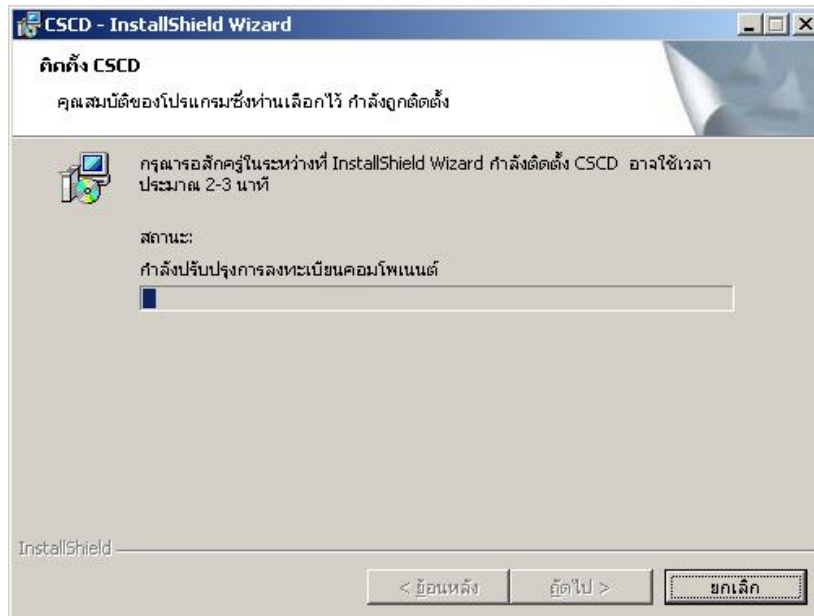 CSCD - InstallShield Wizard
ติดตั้ง CSCD
คุณสมบัติของโปรแกรมซึ่งท่านเลือกไว้ กำลังถูกติดตั้ง
กรุณารอสักครู่ในระหว่างที่ InstallShield Wizard กำลังติดตั้ง CSCD อาจใช้เวลา
ประมาณ 2-3 นาที
สถานะ:
กำลังปรับปรุงการลงทะเบียนคอมโพเนนต์
InstallShield
< ย้อนหลัง
ถัดไป >
ยกเลิก